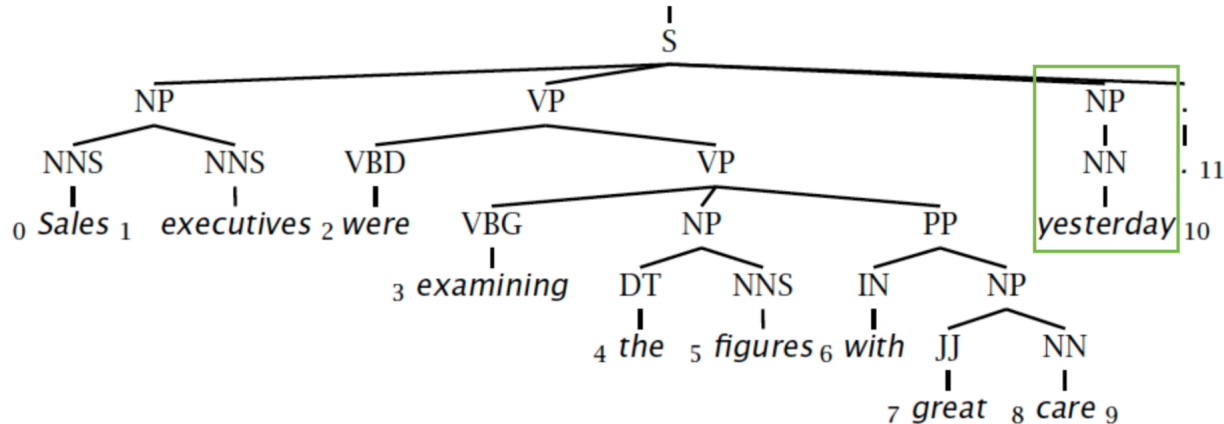 S
NP VP NP .
NNS NNS VBD VP NN . 11
0 Sales 1 executives 2 were VBG NP PP yesterday 10
3 examining DT NNS IN NP
4 the 5 figures 6 with JJ NN
7 great 8 care 9